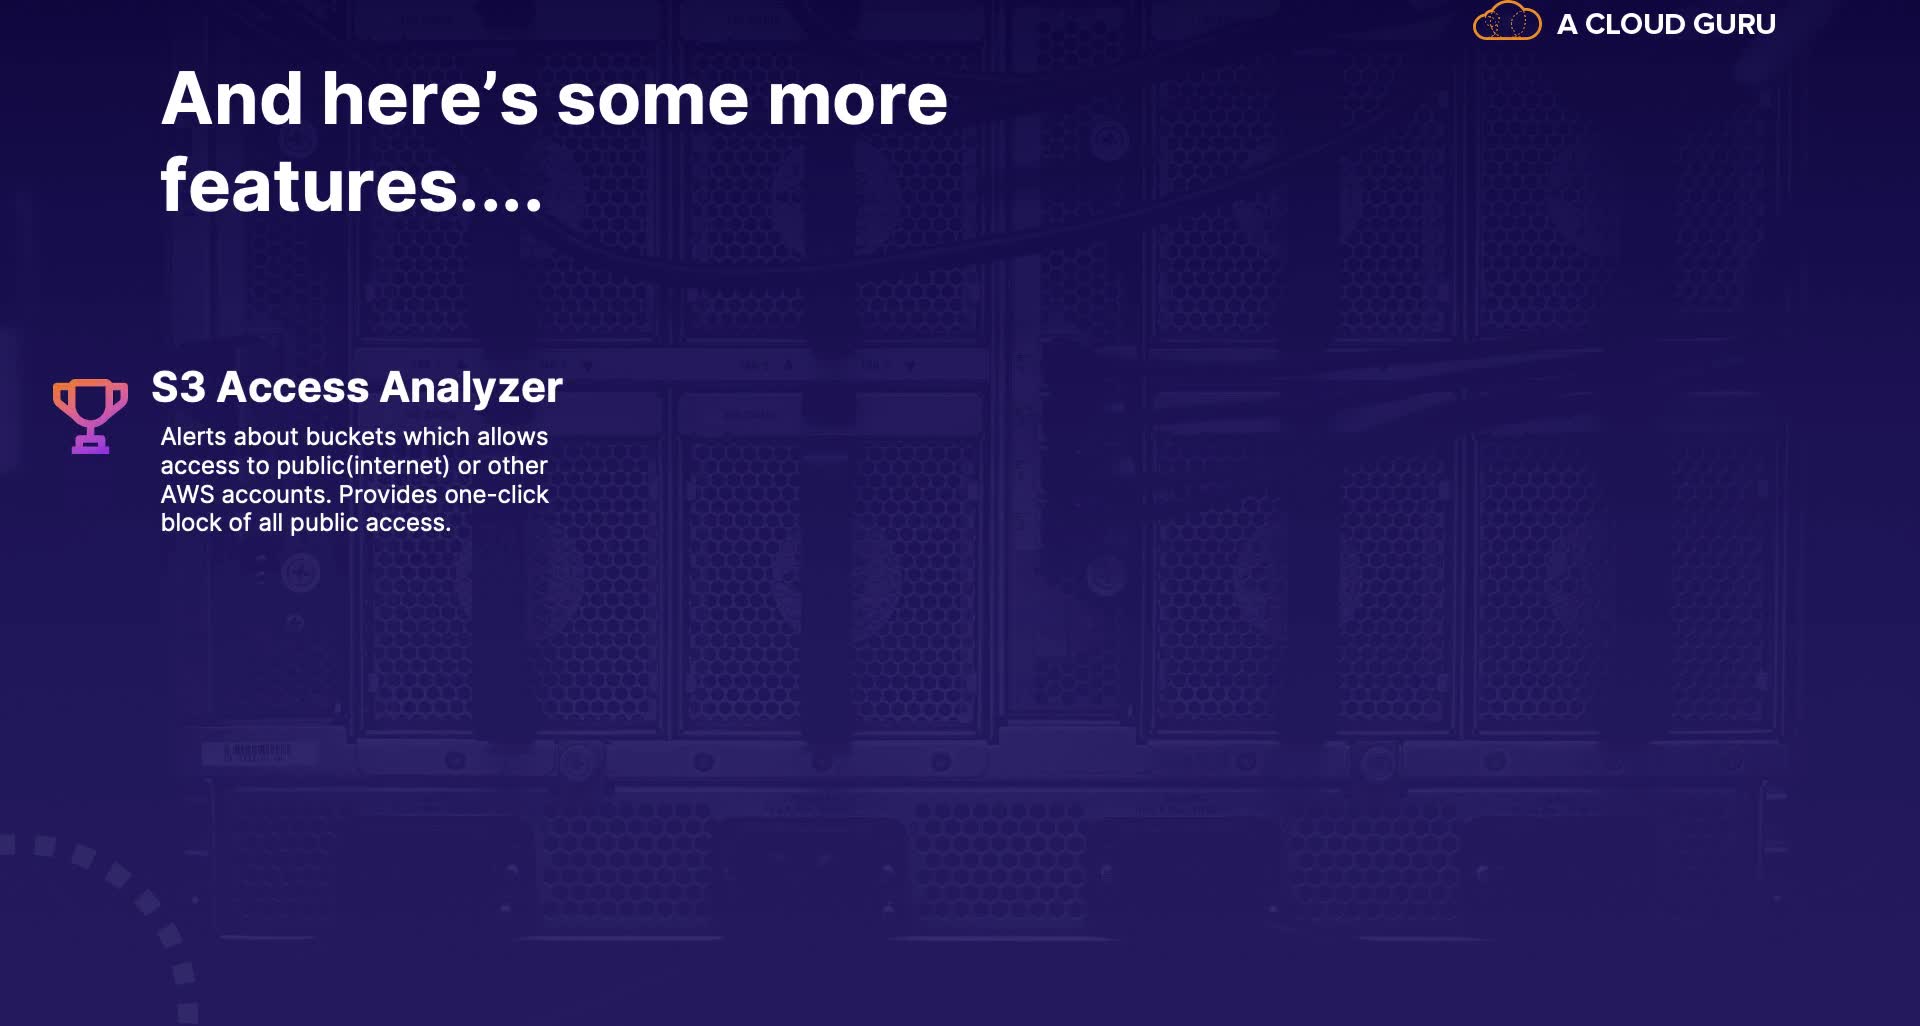 A CLOUD GURU
And here’s some more
features....
S3 Access Analyzer
Alerts about buckets which allows
access to public(internet) or other
AWS accounts. Provides one-click
block of all public access.